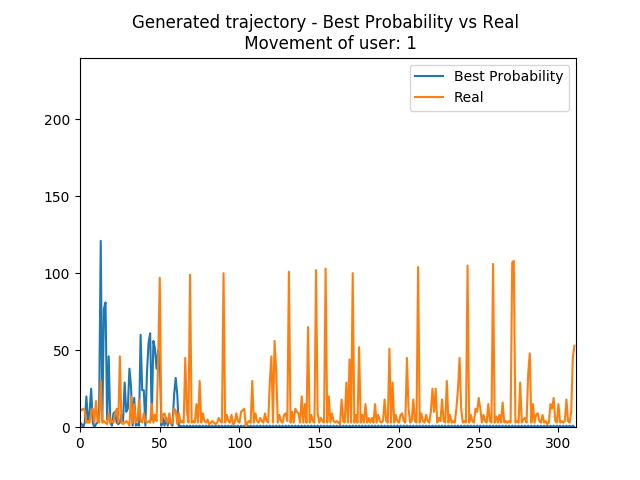 Generated trajectory - Best Probability vs Real
Movement of user: 1
Best Probability
Real
200
150
100
50
0
0 50 100 150 200 250 300